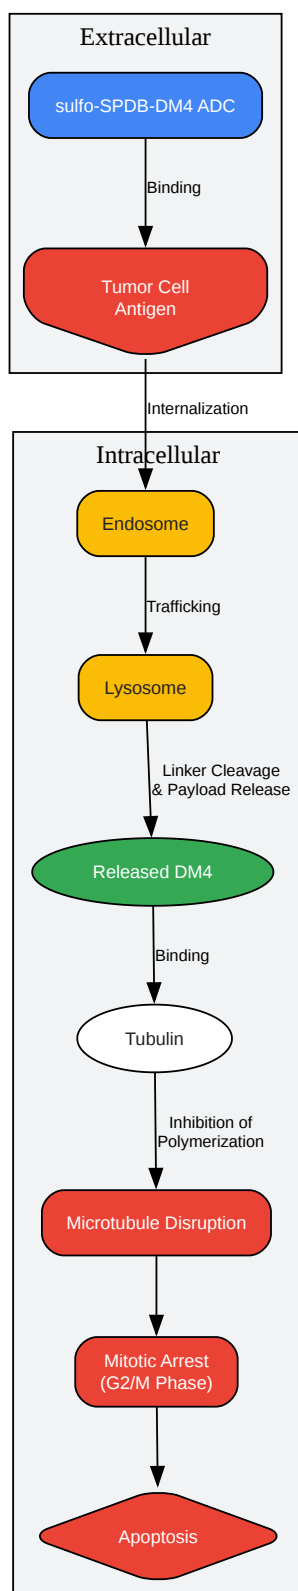 Extracellular
sulfo-SPDB-DM4 ADC
Binding
Tumor Cell
Antigen
Internalization
Intracellular
Endosome
Trafficking
Lysosome
Linker Cleavage
& Payload Release
Released DM4
Binding
Tubulin
Inhibition of
Polymerization
Microtubule Disruption
Mitotic Arrest
(G2/M Phase)
Apoptosis